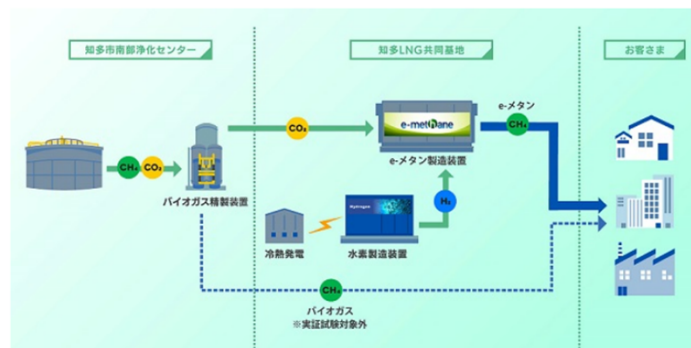 知多市南部浄化センター
知多LNG共同基地
お客さま
CH₄
CO₂
バイオガス精製装置
CO₂
e-methane
e-メタン製造装置
e-メタン
CH₄
H₂
Hydrogen
冷熱発電
水素製造装置
CH₄
バイオガス
※実証試験対象外